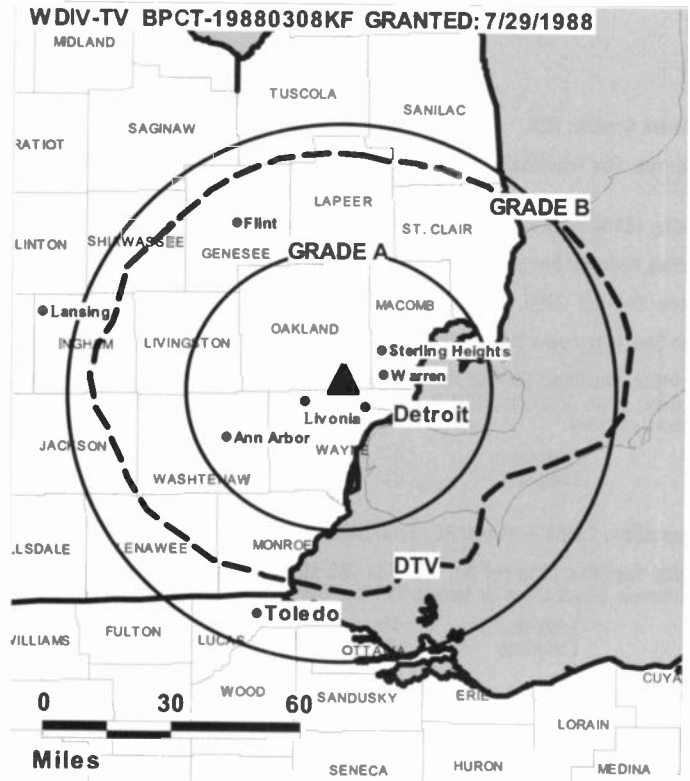 WDIV-TV BPCT-19880308KF GRANTED: 7/29/1988
MIDLAND
TUSCOLA
SANILAC
SAGINAW
RATIOT
LAPEER
GRADE B
Flint
ST. CLAIR
LINTON
SHIAWASSEE
GENESEE
GRADE A
MACOMB
Lansing
OAKLAND
INGHAM
LIVINGSTON
Sterling Heights
Warren
Livonia
Detroit
Ann Arbor
WAYNE
JACKSON
WASHTENAW
LLSDALE
LENAWEE
MONROE
DTV
Toledo
WILLIAMS
FULTON
LUCAS
OTTAWA
CUYA
WOOD
SANDUSKY
ERIE
0 30 60
LORAIN
Miles
SENECA
HURON
MEDINA